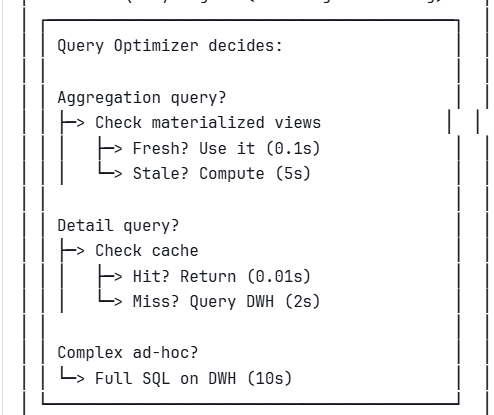 Query Optimizer decides:
Aggregation query?
├─> Check materialized views
├─> Fresh? Use it (0.1s)
└─> Stale? Compute (5s)
Detail query?
├─> Check cache
├─> Hit? Return (0.01s)
└─> Miss? Query DWH (2s)
Complex ad-hoc?
└─> Full SQL on DWH (10s)